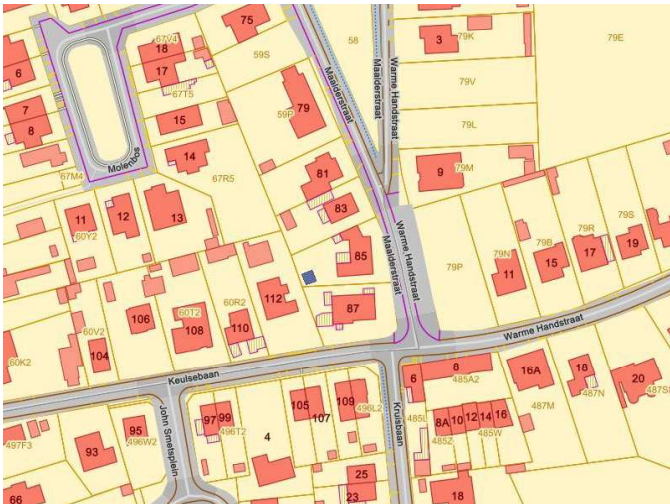 75
67V4
18
17
67T5
59S
58
3
79K
79E
6
7
8
15
14
79
59P
Maalderstraat
Maalderstraat
Warme Handstraat
79V
79L
Molenbos
67M4
67R5
81
83
9
79M
11
60Y2
12
13
85
Maalderstraat
Warme Handstraat
79P
79N
11
79B
15
79R
17
79S
19
106
60T2
108
60R2
110
112
87
60V2
104
60K2
Keulsebaan
Warme Handstraat
John Smetsplein
Kruisbaan
6
485L
8
485A2
16A
487M
18
487N
20
487S
8A
10
12
14
16
485Z
485W
497F3
93
95
496W2
97
99
496T2
4
105
107
109
496L2
25
23
18
66